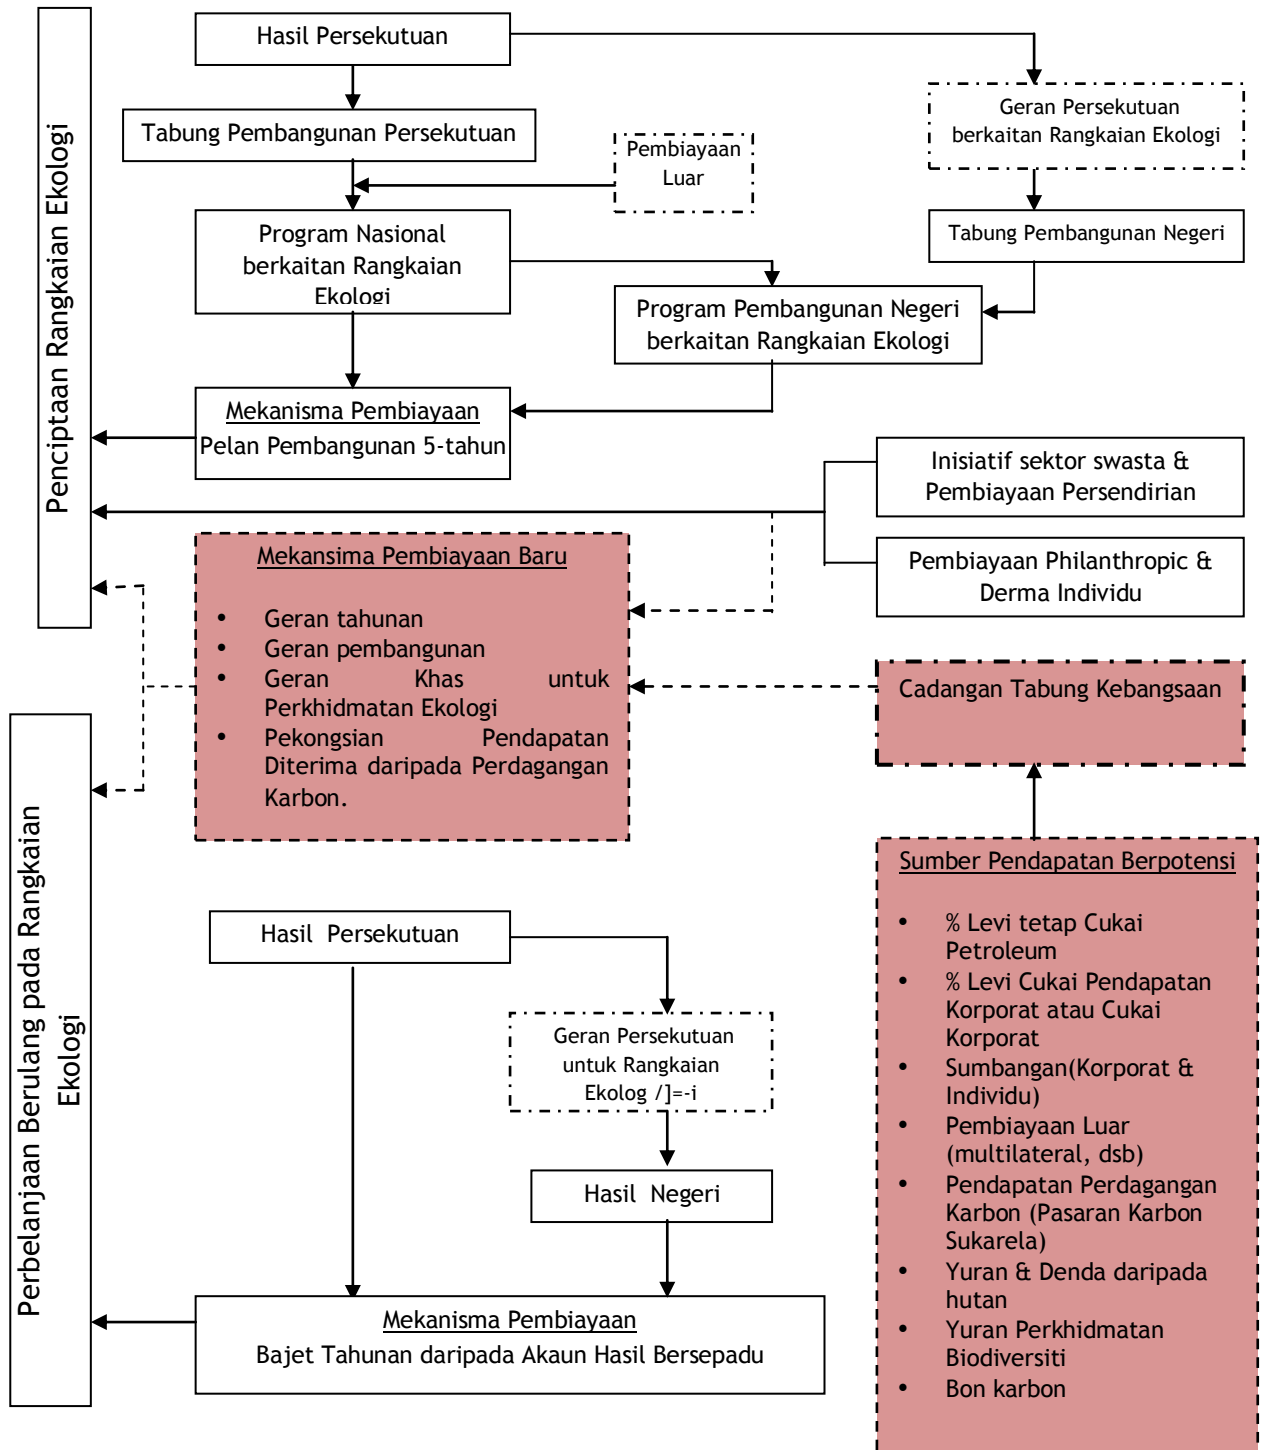 Penciptaan Rangkaian Ekologi
Hasil Persekutuan
Geran Persekutuan
berkaitan Rangkaian Ekologi
Tabung Pembangunan Persekutuan
Pembiayaan
Luar
Program Nasional
berkaitan Rangkaian
Ekologi
Tabung Pembangunan Negeri
Program Pembangunan Negeri
berkaitan Rangkaian Ekologi
Mekanisma Pembiayaan
Pelan Pembangunan 5-tahun
Inisiatif sektor swasta &
Pembiayaan Persendirian
Pembiayaan Philanthropic &
Derma Individu
Mekansima Pembiayaan Baru
• Geran tahunan
• Geran pembangunan
• Geran Khas untuk
Perkhidmatan Ekologi
• Pekongsian Pendapatan
Diterima daripada Perdagangan
Karbon.
Cadangan Tabung Kebangsaan
Sumber Pendapatan Berpotensi
• % Levi tetap Cukai
Petroleum
• % Levi Cukai Pendapatan
Korporat atau Cukai
Korporat
• Sumbangan(Korporat &
Individu)
• Pembiayaan Luar
(multilateral, dsb)
• Pendapatan Perdagangan
Karbon (Pasaran Karbon
Sukarela)
• Yuran & Denda daripada
hutan
• Yuran Perkhidmatan
Biodiversiti
• Bon karbon
Perbelanjaan Berulang pada Rangkaian
Ekologi
Hasil Persekutuan
Geran Persekutuan
untuk Rangkaian
Ekolog /]=-i
Hasil Negeri
Mekanisma Pembiayaan
Bajet Tahunan daripada Akaun Hasil Bersepadu